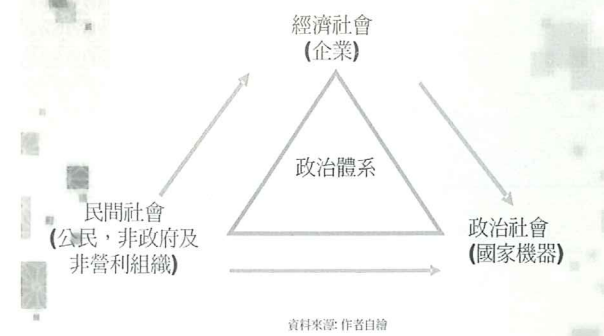 經濟社會
(企業)
政治體系
民間社會
(公民，非政府及
非營利組織)
政治社會
(國家機器)
資料來源: 作者自繪